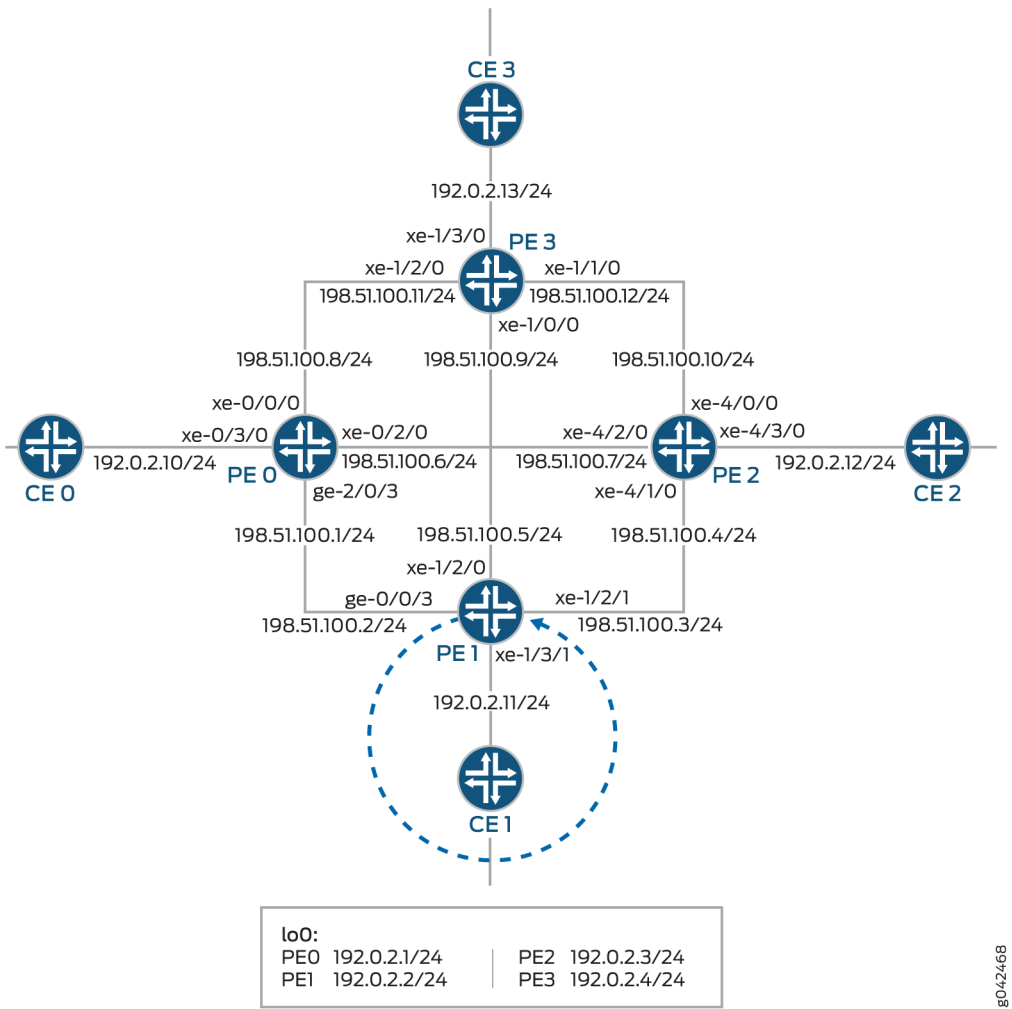 CE 3
192.0.2.13/24
xe-1/3/0
PE 3
xe-1/2/0
xe-1/1/0
198.51.100.11/24
198.51.100.12/24
xe-1/0/0
198.51.100.8/24
198.51.100.9/24
198.51.100.10/24
xe-0/0/0
xe-4/0/0
xe-0/3/0
xe-0/2/0
xe-4/2/0
xe-4/3/0
192.0.2.10/24
198.51.100.6/24
198.51.100.7/24
192.0.2.12/24
CE 0
PE 0
PE 2
CE 2
ge-2/0/3
xe-4/1/0
198.51.100.1/24
198.51.100.5/24
198.51.100.4/24
xe-1/2/0
ge-0/0/3
xe-1/2/1
198.51.100.2/24
198.51.100.3/24
PE 1
xe-1/3/1
192.0.2.11/24
CE 1
lo0:
PE0 192.0.2.1/24
PE2 192.0.2.3/24
PE1 192.0.2.2/24
PE3 192.0.2.4/24
g042468